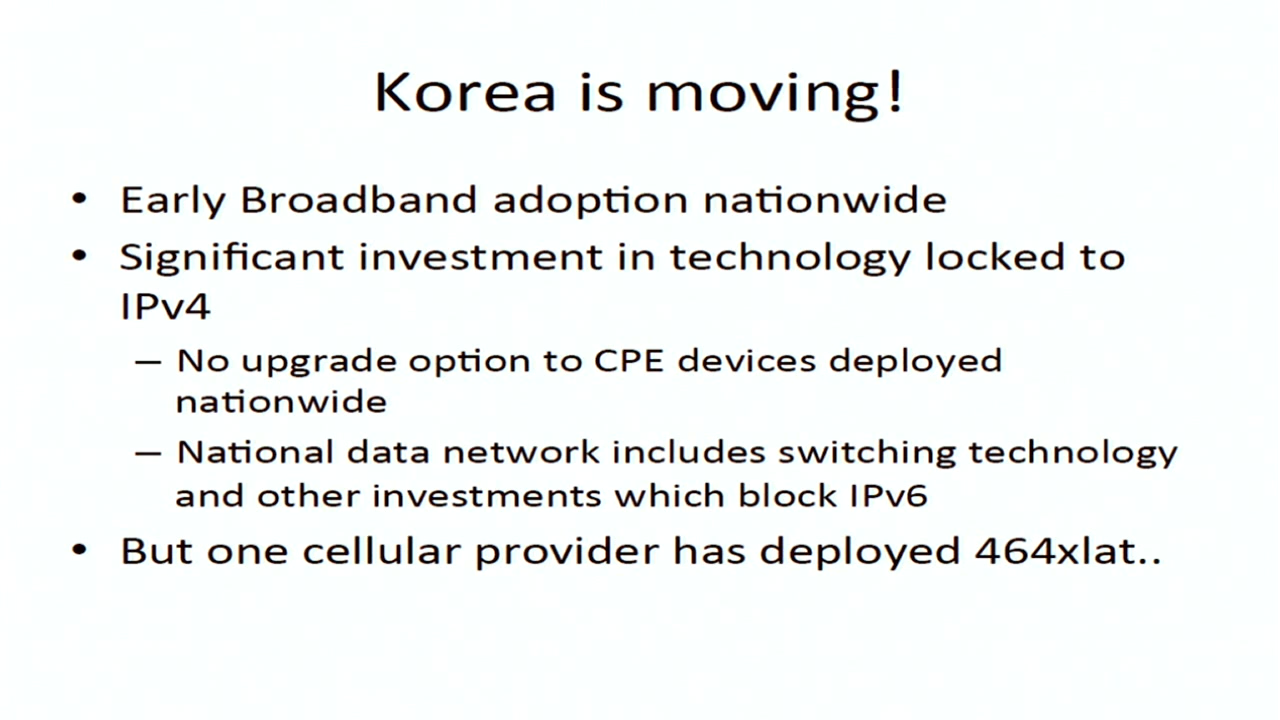 Korea is moving!
• Early Broadband adoption nationwide
• Significant investment in technology locked to
IPv4
– No upgrade option to CPE devices deployed
nationwide
– National data network includes switching technology
and other investments which block IPv6
• But one cellular provider has deployed 464xlat..